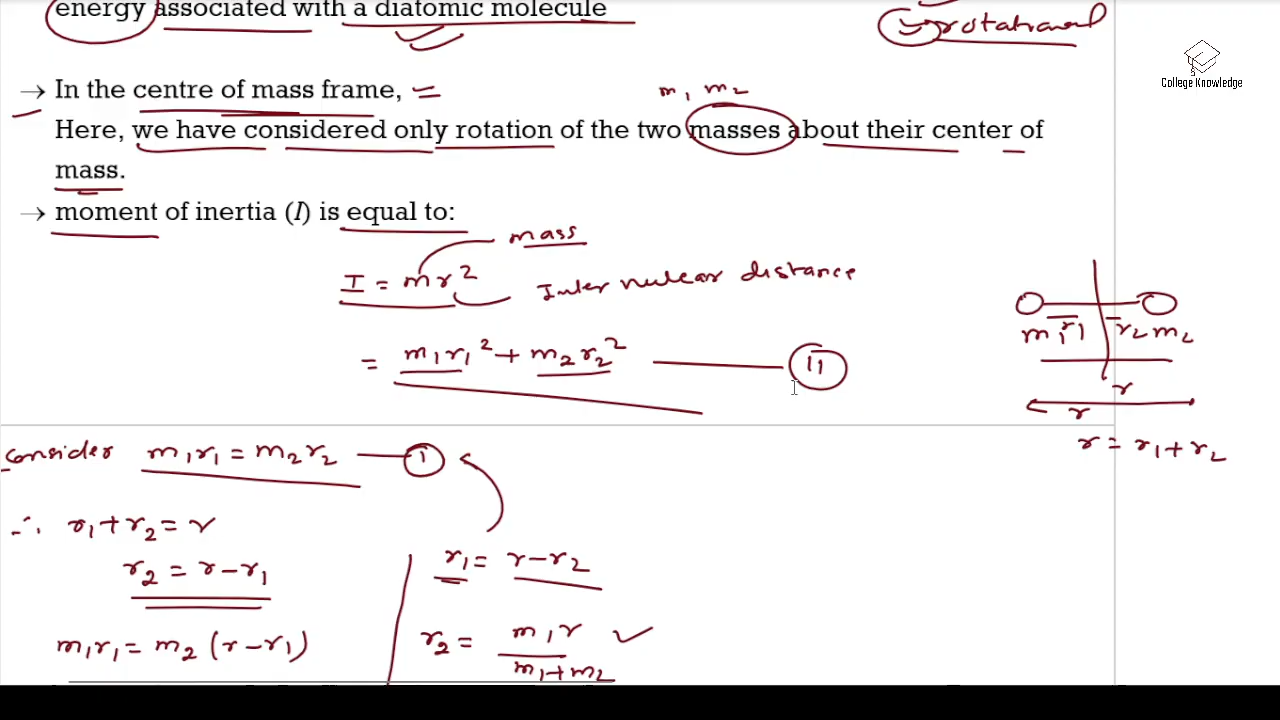 energy associated with a diatomic molecule
rotational
College Knowledge
→ In the centre of mass frame,
m1 m2
Here, we have considered only rotation of the two masses about their center of
mass.
→ moment of inertia (I) is equal to:
mass
I = mr²
Inter nulear distance
= m₁r₁² + m₂r₂² —— II
m₁ r₁ r₂ m₂
r
r
r = r₁ + r₂
consider m₁r₁ = m₂r₂ — I
∴ r₁ + r₂ = r
r₂ = r − r₁
m₁r₁ = m₂ (r − r₁)
r₁ = r − r₂
r₂ = m₁r / m₁+m₂